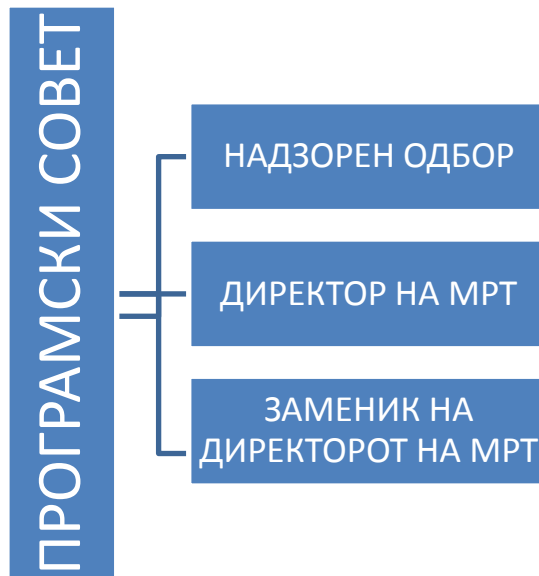 ПРОГРАМСКИ СОВЕТ
НАДЗОРЕН ОДБОР
ДИРЕКТОР НА МРТ
ЗАМЕНИК НА
ДИРЕКТОРОТ НА МРТ